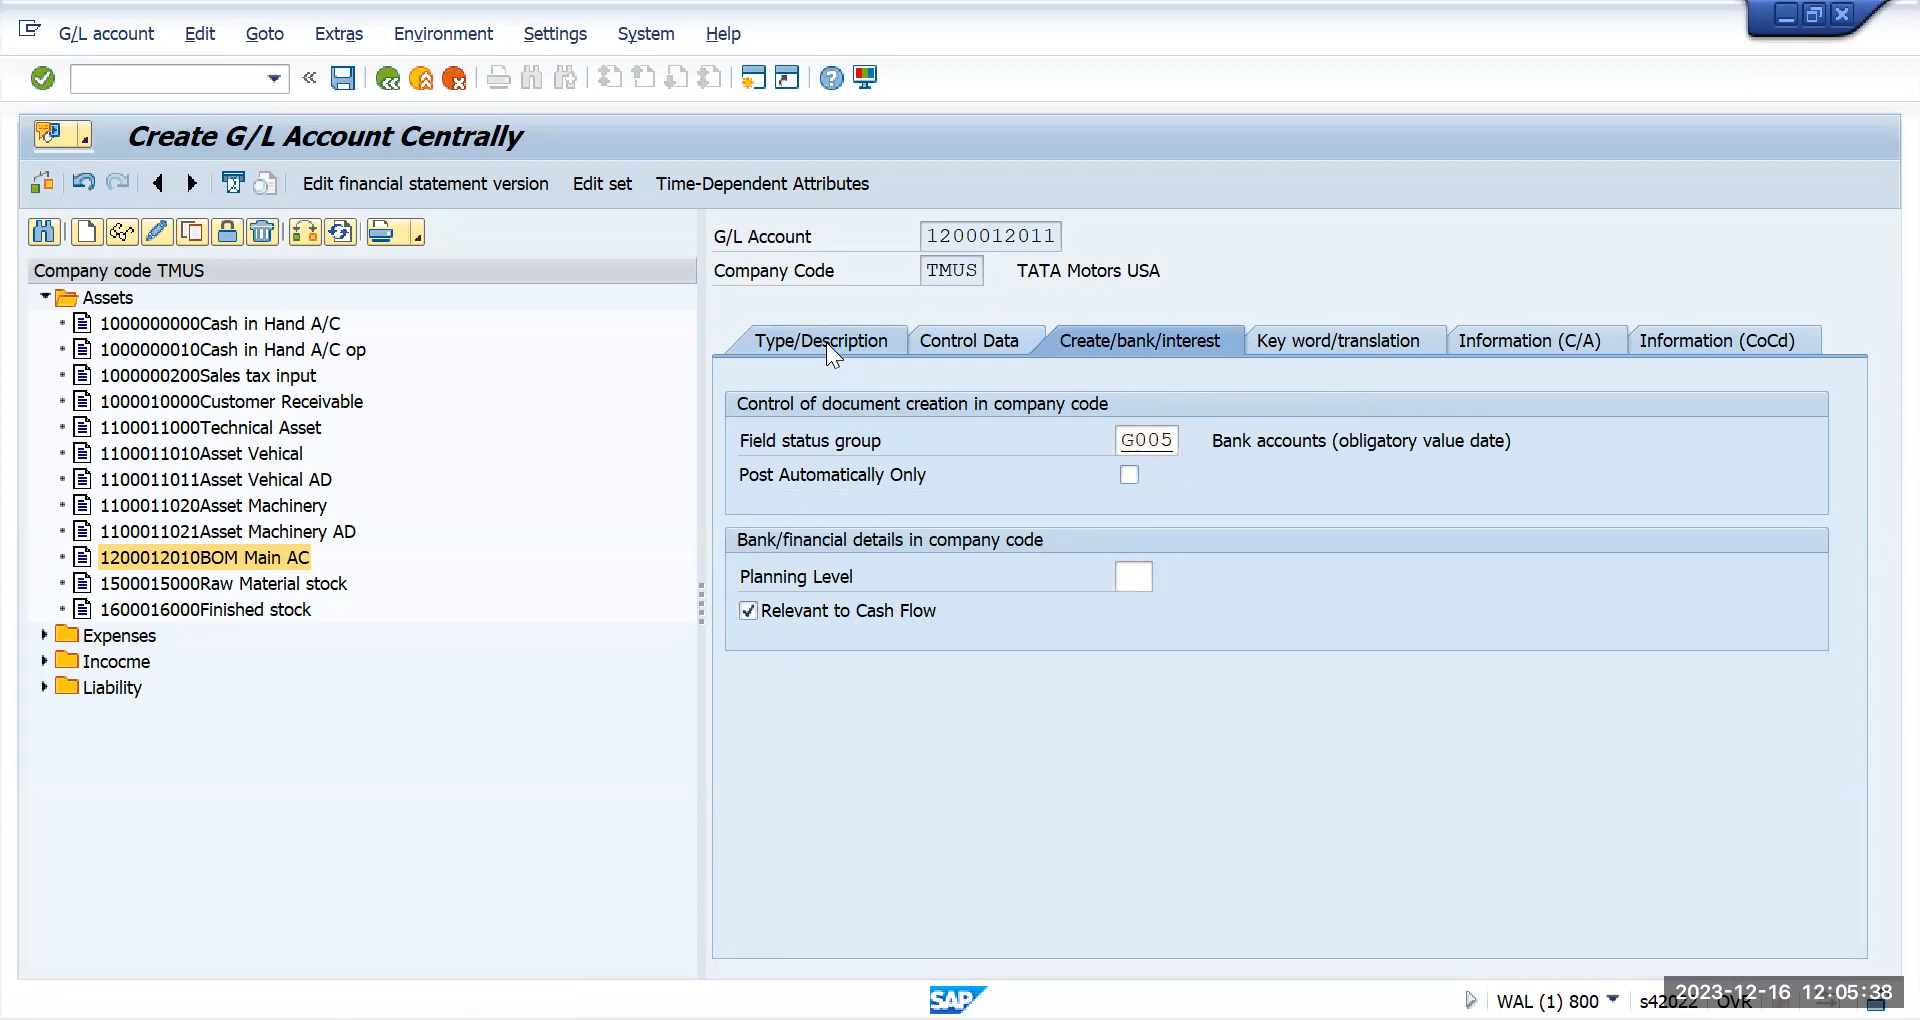 G/L account Edit Goto Extras Environment Settings System Help
Create G/L Account Centrally
Edit financial statement version Edit set Time-Dependent Attributes
Company code TMUS
Assets
1000000000Cash in Hand A/C
1000000010Cash in Hand A/C op
1000000200Sales tax input
1000010000Customer Receivable
1100011000Technical Asset
1100011010Asset Vehical
1100011011Asset Vehical AD
1100011020Asset Machinery
1100011021Asset Machinery AD
1200012010BOM Main AC
1500015000Raw Material stock
1600016000Finished stock
Expenses
Incocme
Liability
G/L Account 1200012011
Company Code TMUS TATA Motors USA
Type/Description Control Data Create/bank/interest Key word/translation Information (C/A) Information (CoCd)
Control of document creation in company code
Field status group G005 Bank accounts (obligatory value date)
Post Automatically Only
Bank/financial details in company code
Planning Level
Relevant to Cash Flow
SAP
WAL (1) 800 s42022 OVR
2023-12-16 12:05:38